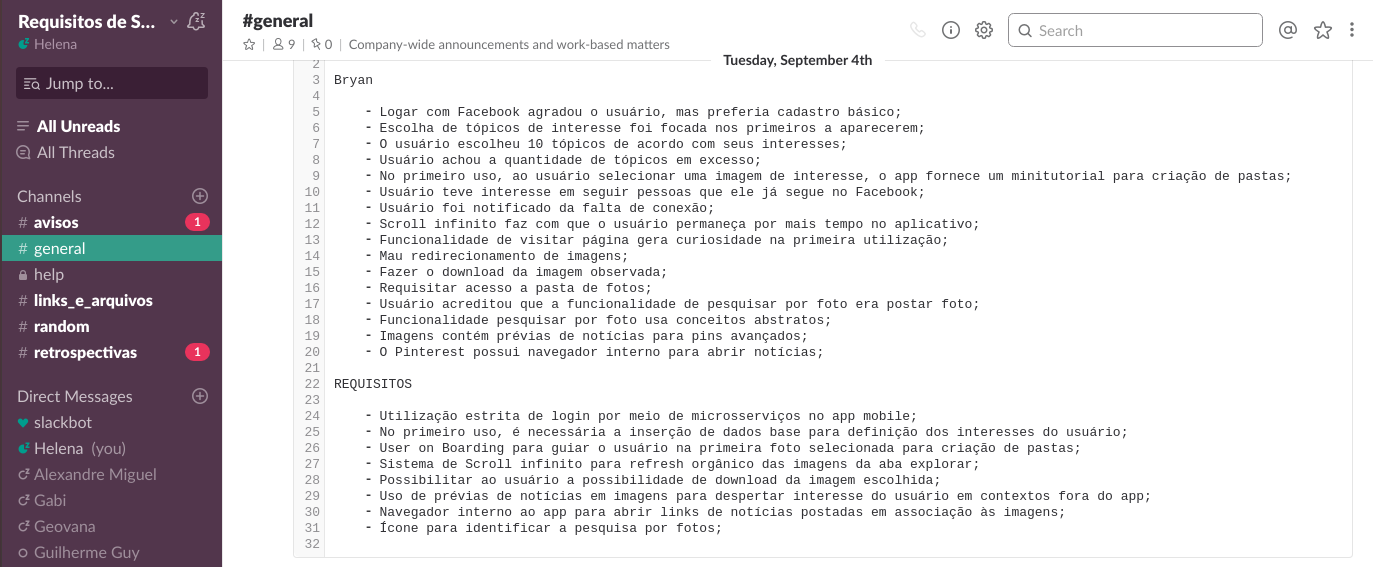 Requisitos de S...
Helena
Jump to...
All Unreads
All Threads
Channels
# avisos 1
# general
help
# links_e_arquivos
# random
# retrospectivas 1
Direct Messages
slackbot
Helena (you)
Alexandre Miguel
Gabi
Geovana
Guilherme Guy
#general
9 | 0 | Company-wide announcements and work-based matters
Search
Tuesday, September 4th
2
3 Bryan
4
5 - Logar com Facebook agradou o usuário, mas preferia cadastro básico;
6 - Escolha de tópicos de interesse foi focada nos primeiros a aparecerem;
7 - O usuário escolheu 10 tópicos de acordo com seus interesses;
8 - Usuário achou a quantidade de tópicos em excesso;
9 - No primeiro uso, ao usuário selecionar uma imagem de interesse, o app fornece um minitutorial para criação de pastas;
10 - Usuário teve interesse em seguir pessoas que ele já segue no Facebook;
11 - Usuário foi notificado da falta de conexão;
12 - Scroll infinito faz com que o usuário permaneça por mais tempo no aplicativo;
13 - Funcionalidade de visitar página gera curiosidade na primeira utilização;
14 - Mau redirecionamento de imagens;
15 - Fazer o download da imagem observada;
16 - Requisitar acesso a pasta de fotos;
17 - Usuário acreditou que a funcionalidade de pesquisar por foto era postar foto;
18 - Funcionalidade pesquisar por foto usa conceitos abstratos;
19 - Imagens contém prévias de notícias para pins avançados;
20 - O Pinterest possui navegador interno para abrir notícias;
21
22 REQUISITOS
23
24 - Utilização estrita de login por meio de microsserviços no app mobile;
25 - No primeiro uso, é necessária a inserção de dados base para definição dos interesses do usuário;
26 - User on Boarding para guiar o usuário na primeira foto selecionada para criação de pastas;
27 - Sistema de Scroll infinito para refresh orgânico das imagens da aba explorar;
28 - Possibilitar ao usuário a possibilidade de download da imagem escolhida;
29 - Uso de prévias de notícias em imagens para despertar interesse do usuário em contextos fora do app;
30 - Navegador interno ao app para abrir links de notícias postadas em associação às imagens;
31 - Ícone para identificar a pesquisa por fotos;
32